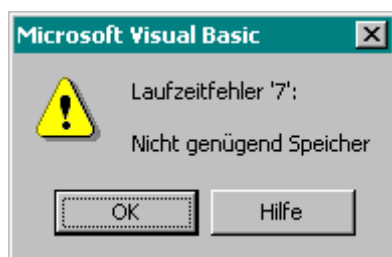 Microsoft Visual Basic
Laufzeitfehler '7':
Nicht genügend Speicher
OK
Hilfe